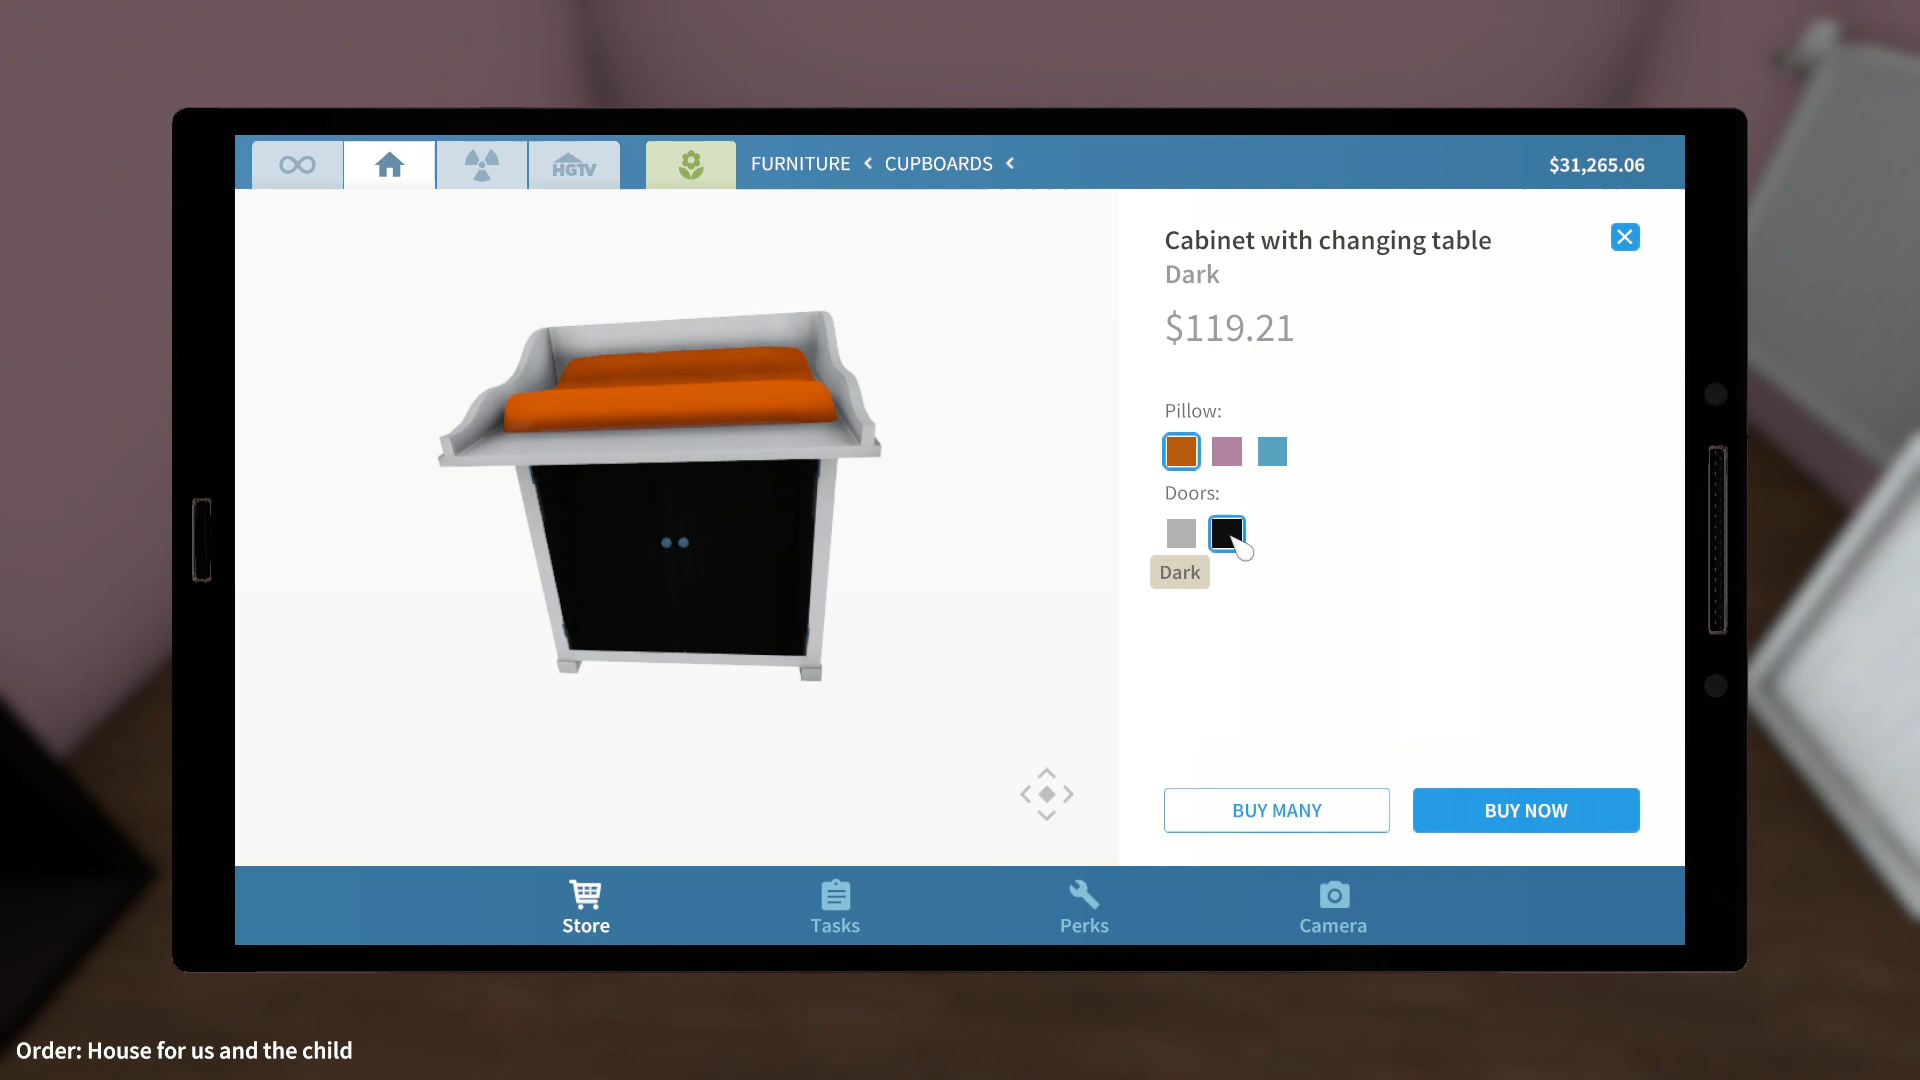 HGTV
FURNITURE < CUPBOARDS <
$31,265.06
Cabinet with changing table
Dark
$119.21
Pillow:
Doors:
Dark
BUY MANY
BUY NOW
Store
Tasks
Perks
Camera
Order: House for us and the child